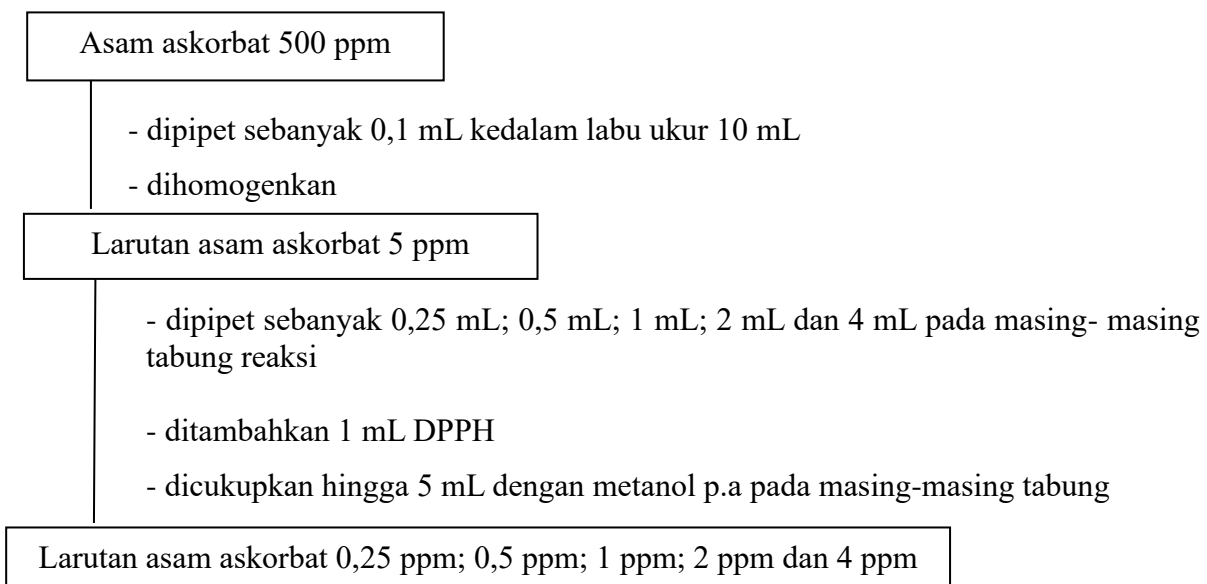 Asam askorbat 500 ppm
- dipipet sebanyak 0,1 mL kedalam labu ukur 10 mL
- dihomogenkan
Larutan asam askorbat 5 ppm
- dipipet sebanyak 0,25 mL; 0,5 mL; 1 mL; 2 mL dan 4 mL pada masing- masing
tabung reaksi
- ditambahkan 1 mL DPPH
- dicukupkan hingga 5 mL dengan metanol p.a pada masing-masing tabung
Larutan asam askorbat 0,25 ppm; 0,5 ppm; 1 ppm; 2 ppm dan 4 ppm